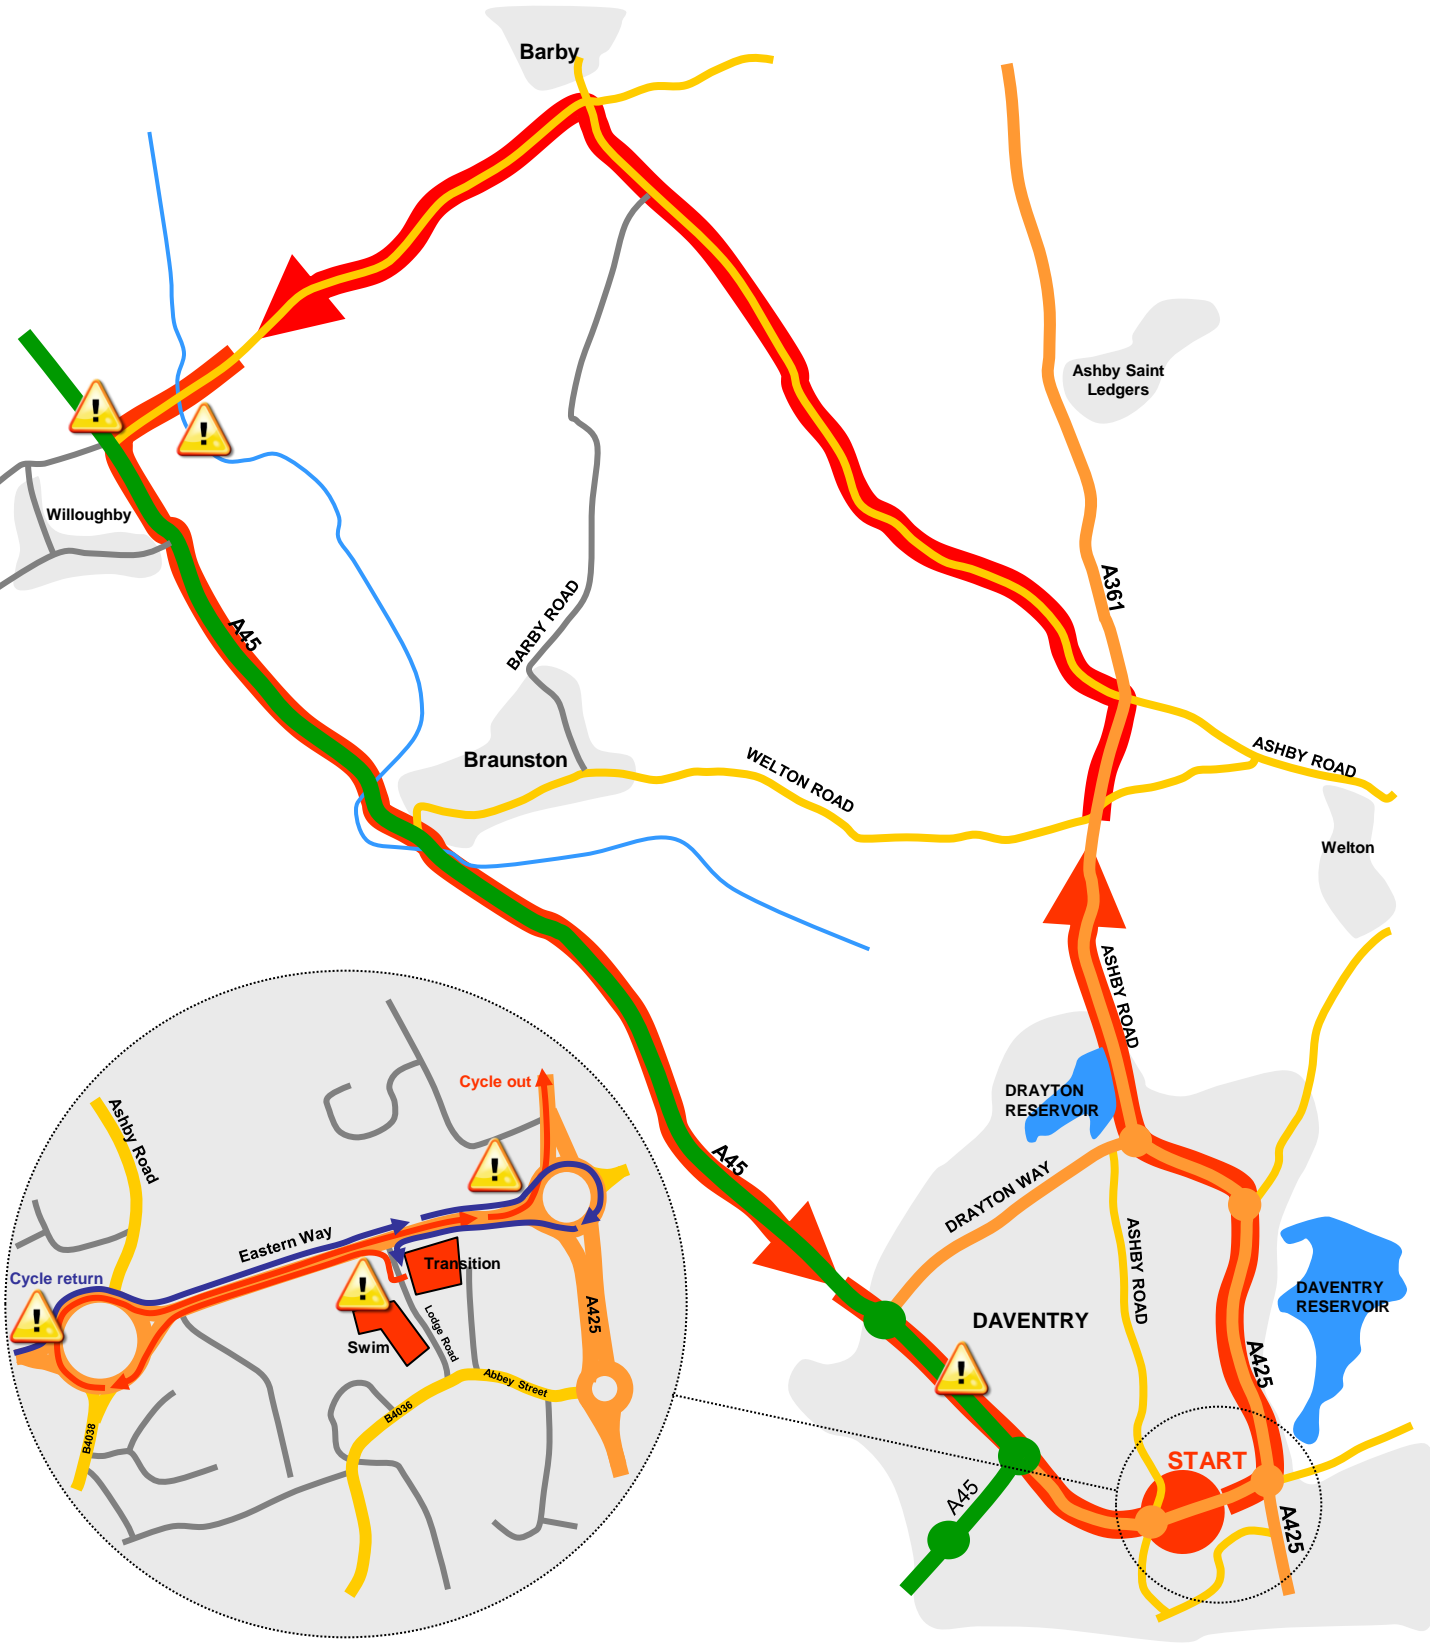 Barby
Ashby Saint
Ledgers
!
!
Willoughby
A361
A45
BARBY ROAD
Braunston
WELTON ROAD
ASHBY ROAD
Welton
ASHBY ROAD
DRAYTON
RESERVOIR
A45
DRAYTON WAY
ASHBY ROAD
DAVENTRY
RESERVOIR
DAVENTRY
!
A425
START
A45
A425
Cycle out
Ashby Road
!
Eastern Way
Transition
Cycle return
!
!
Swim
Lodge Road
A425
Abbey Street
B4036
B4038